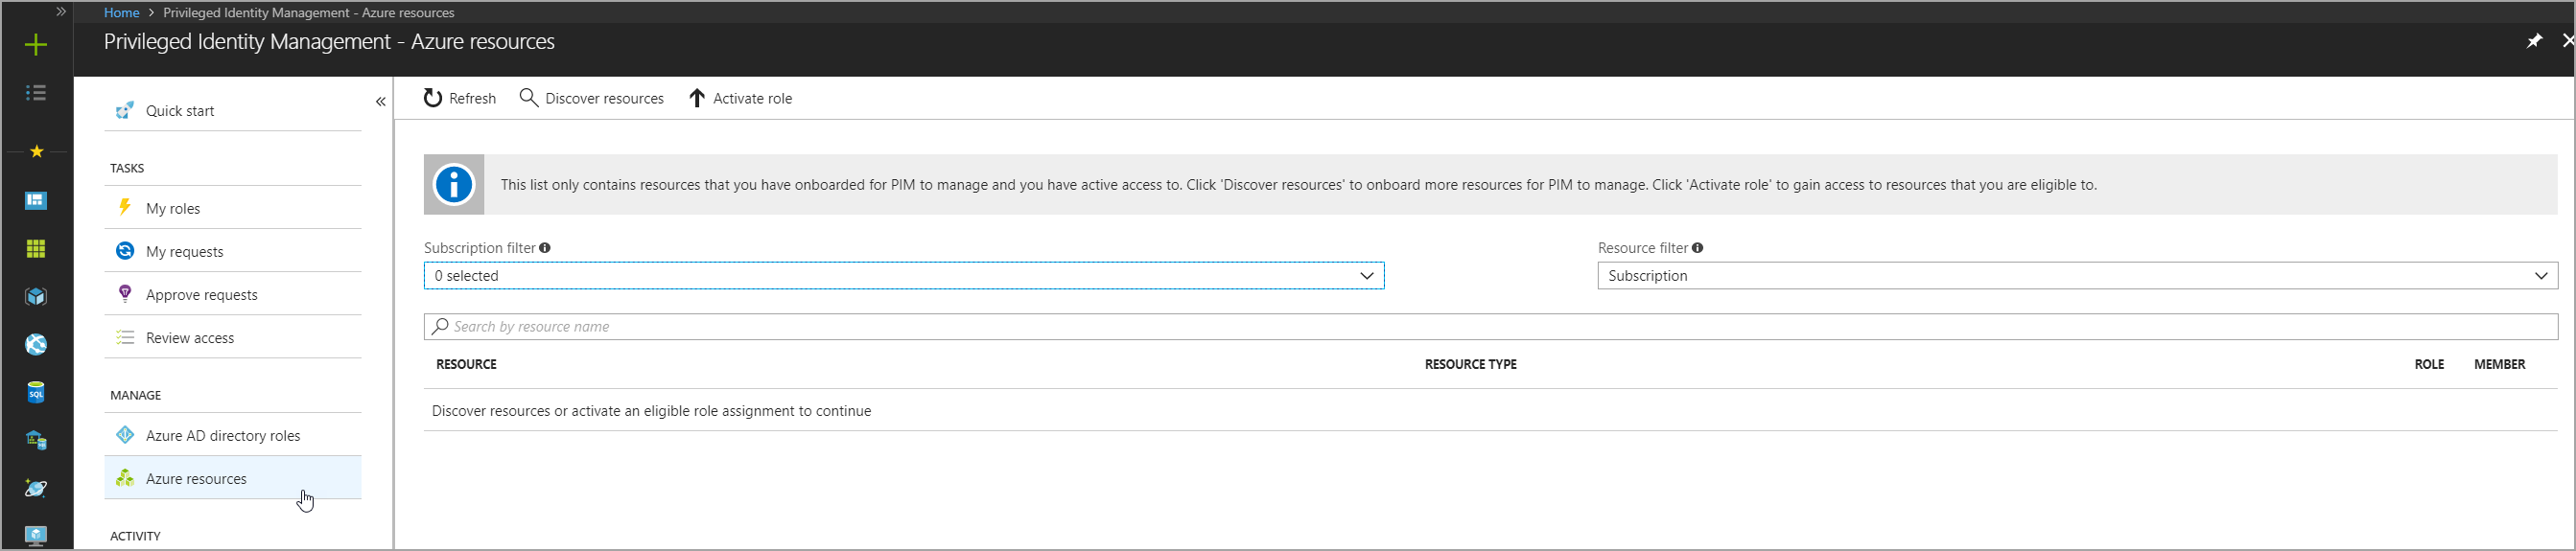 Home > Privileged Identity Management - Azure resources
Privileged Identity Management - Azure resources
Quick start
TASKS
My roles
My requests
Approve requests
Review access
MANAGE
Azure AD directory roles
Azure resources
ACTIVITY
Refresh Discover resources Activate role
This list only contains resources that you have onboarded for PIM to manage and you have active access to. Click 'Discover resources' to onboard more resources for PIM to manage. Click 'Activate role' to gain access to resources that you are eligible to.
Subscription filter Resource filter
0 selected Subscription
Search by resource name
RESOURCE RESOURCE TYPE ROLE MEMBER
Discover resources or activate an eligible role assignment to continue
SQL